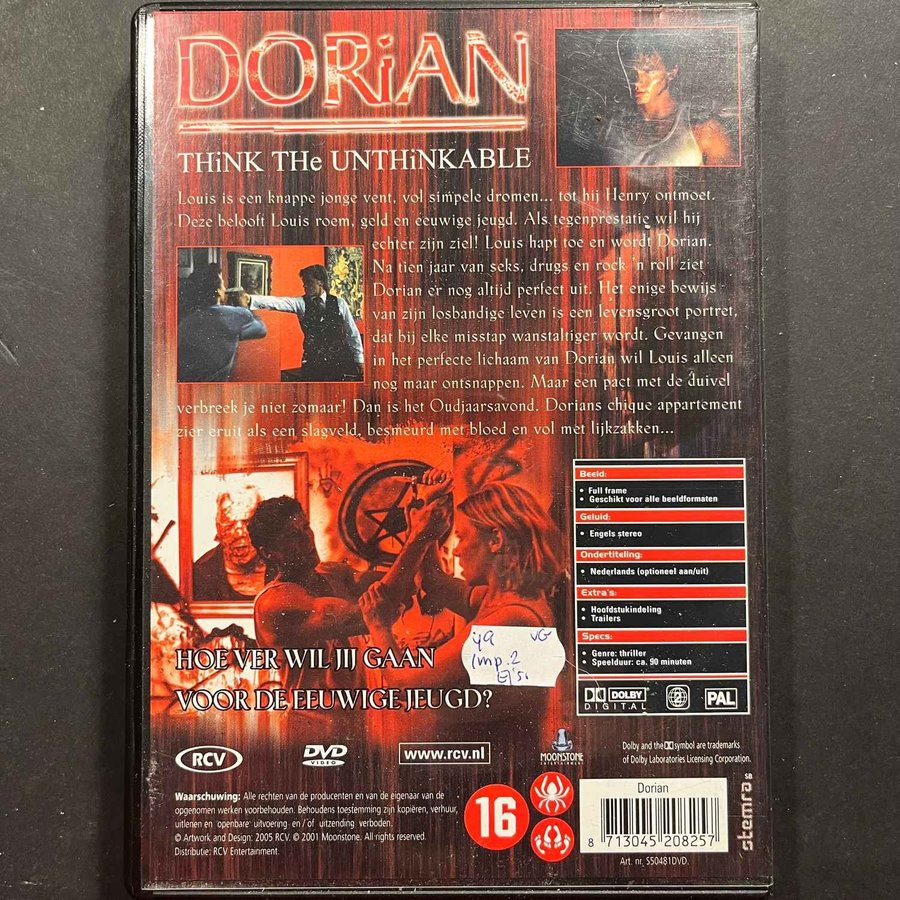 DORiAN
THiNK THe UNTHiNKABLE
Louis is een knappe jonge vent, vol simpele dromen... tot hij Henry ontmoet.
Deze belooft Louis roem, geld en eeuwige jeugd. Als tegenprestatie wil hij
echter zijn ziel! Louis hapt toe en wordt Dorian.
Na tien jaar van seks, drugs en rock 'n roll ziet
Dorian er nog altijd perfect uit. Het enige bewijs
van zijn losbandige leven is een levensgroot portret,
dat bij elke misstap wanstaltiger wordt. Gevangen
in het perfecte lichaam van Dorian wil Louis alleen
nog maar ontsnappen. Maar een pact met de duivel
verbreek je niet zomaar! Dan is het Oudjaarsavond. Dorians chique appartement
zier eruit als een slagveld, besmeurd met bloed en vol met lijkzakken...
Beeld:
• Full frame
• Geschikt voor alle beeldformaten
Geluid:
• Engels stereo
Ondertiteling:
• Nederlands (optioneel aan/uit)
Extra's:
• Hoofdstukindeling
• Trailers
Specs:
• Genre: thriller
• Speelduur: ca. 90 minuten
DOLBY
DIGITAL
2
PAL
49 VG
Imp. 2
HOE VER WIL JIJ GAAN
VOOR DE EEUWIGE JEUGD?
RCV
DVD
VIDEO
www.rcv.nl
MOONSTONE
ENTERTAINMENT
Dolby and the symbol are trademarks
of Dolby Laboratories Licensing Corporation.
Waarschuwing: Alle rechten van de producenten en van de eigenaar van de
opgenomen werken voorbehouden. Behoudens toestemming zijn kopiëren, verhuur,
uitlenen en openbare uitvoering en / of uitzending verboden.
© Artwork and Design: 2005 RCV. © 2001 Moonstone. All rights reserved.
Distributie: RCV Entertainment.
16
Dorian
8 713045 208257
Art. nr. S50481DVD.
SB
stemra